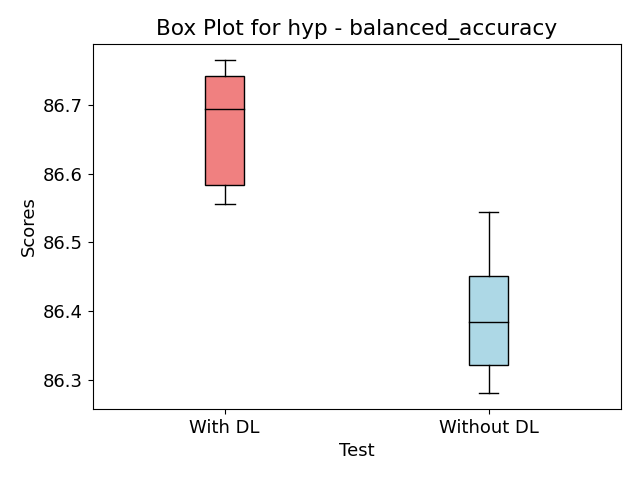 Box Plot for hyp - balanced_accuracy
86.7
86.6
86.5
86.4
86.3
Scores
With DL
Without DL
Test